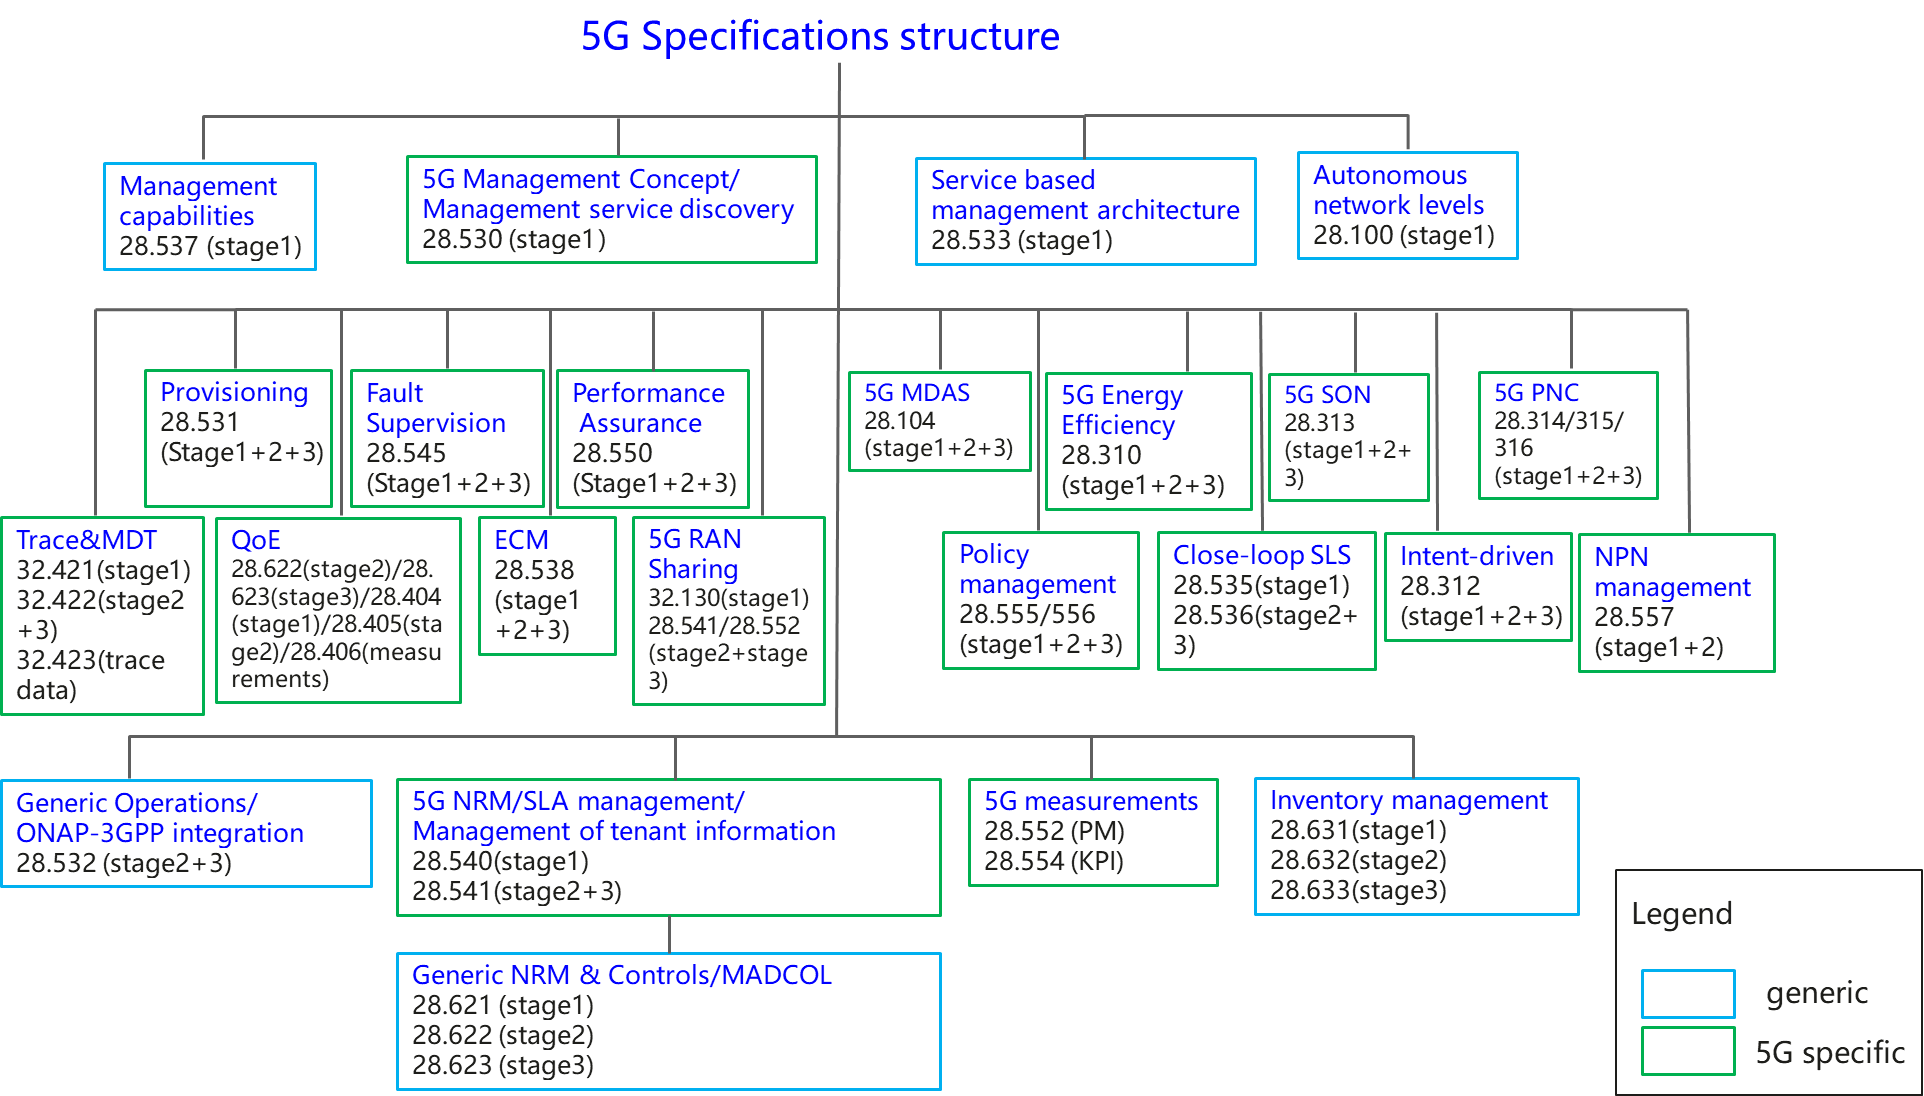 5G Specifications structure
Management
capabilities
28.537 (stage1)
5G Management Concept/
Management service discovery
28.530 (stage1)
Service based
management architecture
28.533 (stage1)
Autonomous
network levels
28.100 (stage1)
Provisioning
28.531
(Stage1+2+3)
Fault
Supervision
28.545
(Stage1+2+3)
Performance
Assurance
28.550
(Stage1+2+3)
5G MDAS
28.104
(stage1+2+3)
5G Energy
Efficiency
28.310
(stage1+2+3)
5G SON
28.313
(stage1+2+
3)
5G PNC
28.314/315/
316
(stage1+2+3)
Trace&MDT
32.421(stage1)
32.422(stage2
+3)
32.423(trace
data)
QoE
28.622(stage2)/28.
623(stage3)/28.404
(stage1)/28.405(sta
ge2)/28.406(measu
rements)
ECM
28.538
(stage1
+2+3)
5G RAN
Sharing
32.130(stage1)
28.541/28.552
(stage2+stage
3)
Policy
management
28.555/556
(stage1+2+3)
Close-loop SLS
28.535(stage1)
28.536(stage2+
3)
Intent-driven
28.312
(stage1+2+3)
NPN
management
28.557
(stage1+2)
Generic Operations/
ONAP-3GPP integration
28.532 (stage2+3)
5G NRM/SLA management/
Management of tenant information
28.540(stage1)
28.541(stage2+3)
5G measurements
28.552 (PM)
28.554 (KPI)
Inventory management
28.631(stage1)
28.632(stage2)
28.633(stage3)
Generic NRM & Controls/MADCOL
28.621 (stage1)
28.622 (stage2)
28.623 (stage3)
Legend
generic
5G specific